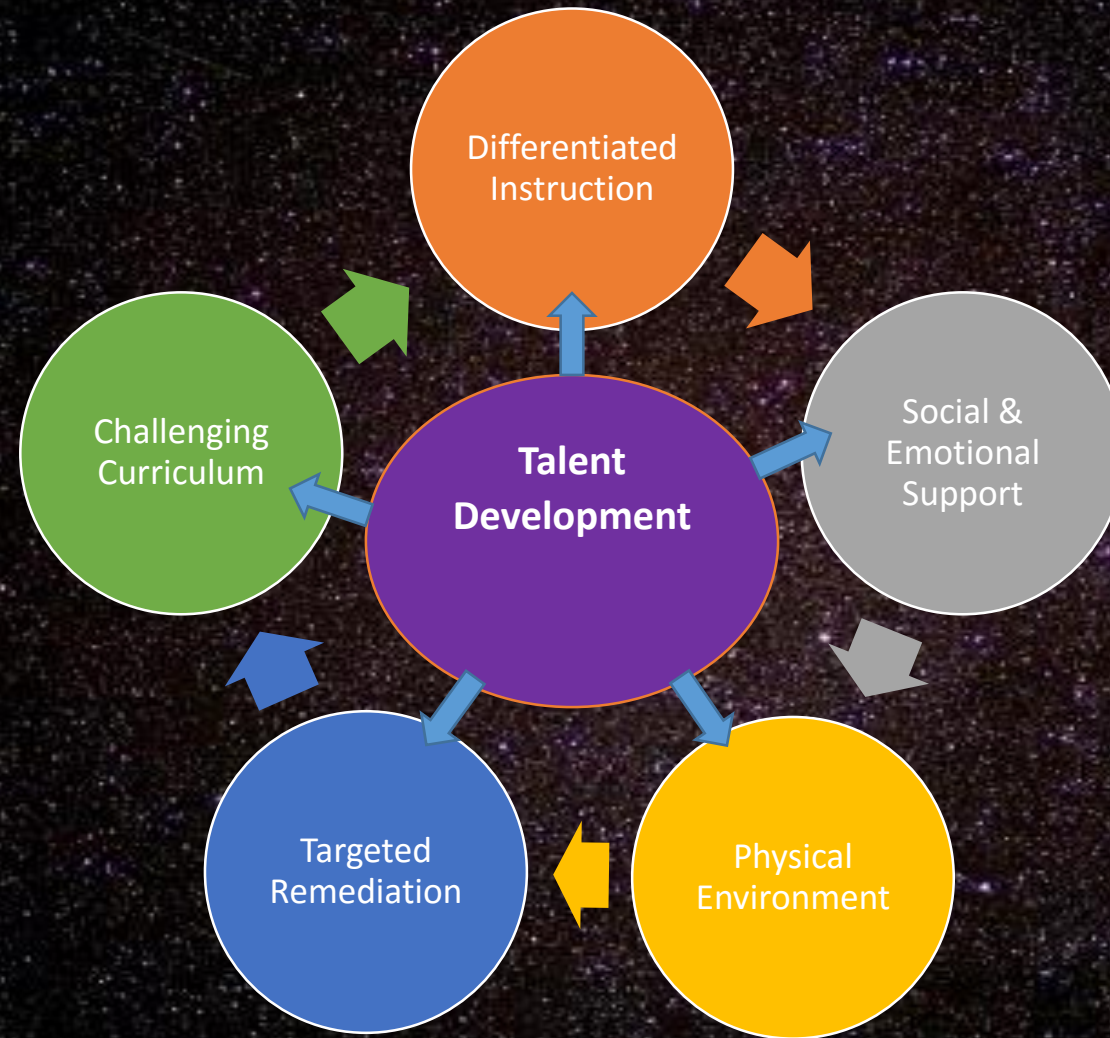 Differentiated
Instruction
Social &
Emotional
Support
Physical
Environment
Targeted
Remediation
Challenging
Curriculum
Talent
Development